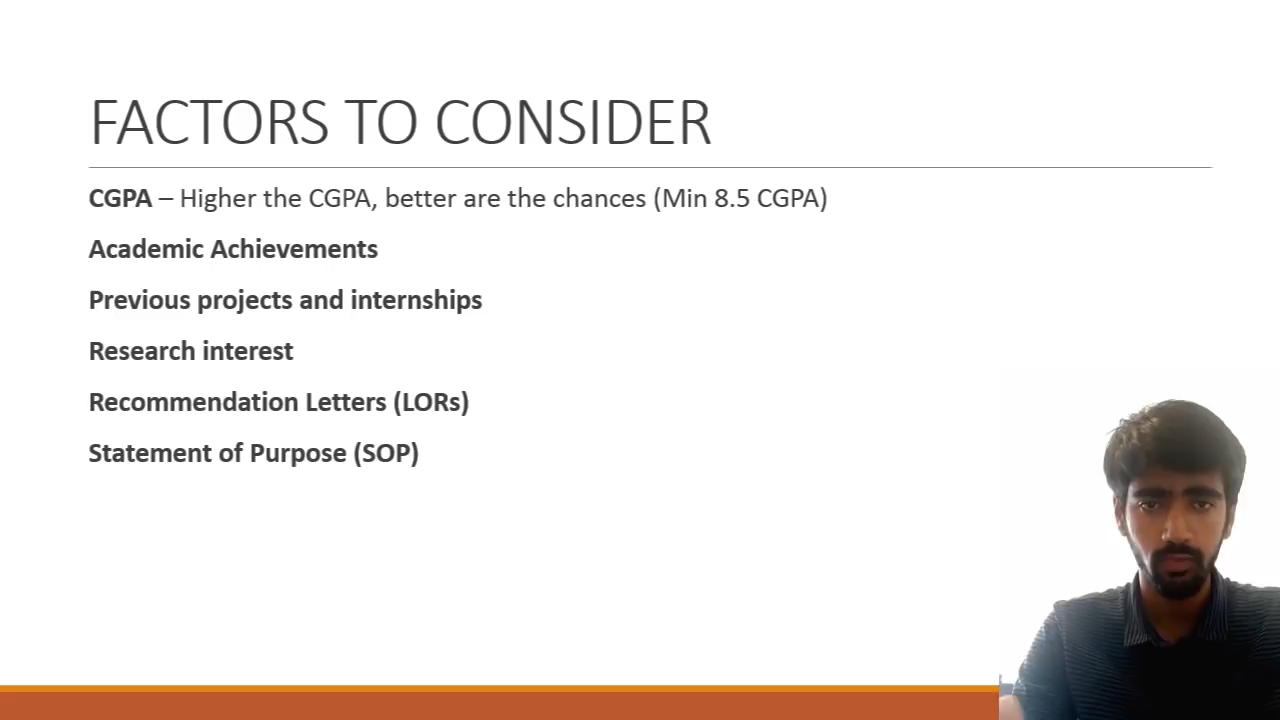 FACTORS TO CONSIDER
CGPA – Higher the CGPA, better are the chances (Min 8.5 CGPA)
Academic Achievements
Previous projects and internships
Research interest
Recommendation Letters (LORs)
Statement of Purpose (SOP)